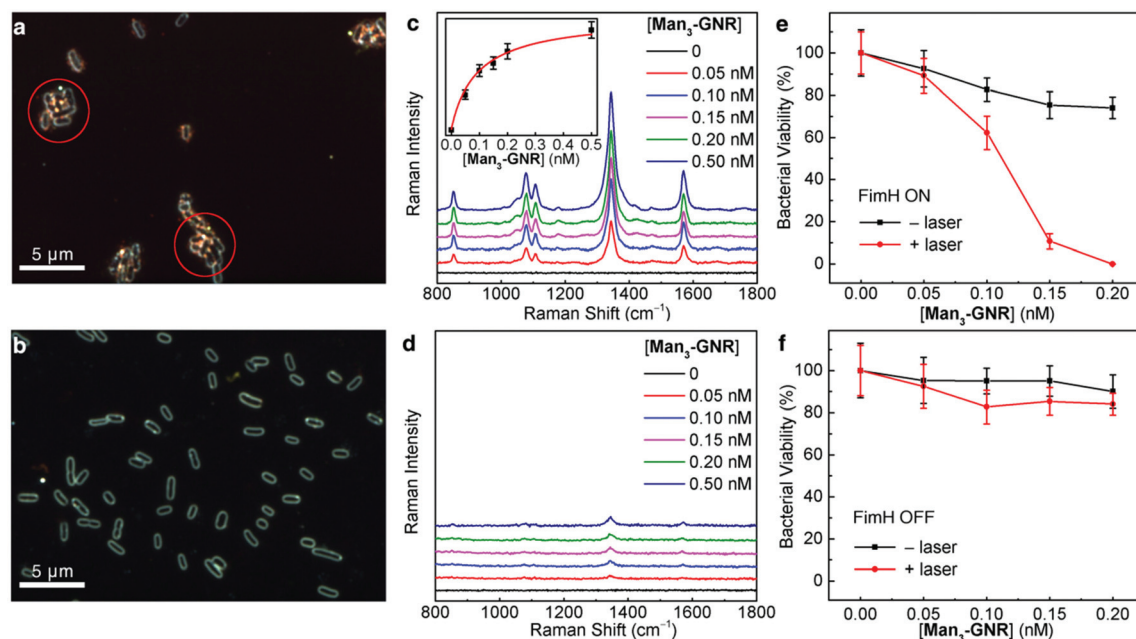 a
5 µm
b
5 µm
c
[Man₃-GNR]
0
0.05 nM
0.10 nM
0.15 nM
0.20 nM
0.50 nM
0.0 0.1 0.2 0.3 0.4 0.5
[Man₃-GNR] (nM)
Raman Intensity
800 1000 1200 1400 1600 1800
Raman Shift (cm⁻¹)
d
[Man₃-GNR]
0
0.05 nM
0.10 nM
0.15 nM
0.20 nM
0.50 nM
Raman Intensity
800 1000 1200 1400 1600 1800
Raman Shift (cm⁻¹)
e
Bacterial Viability (%)
100
80
60
40
20
0
FimH ON
– laser
+ laser
0.00 0.05 0.10 0.15 0.20
[Man₃-GNR] (nM)
f
Bacterial Viability (%)
100
80
60
40
20
0
FimH OFF
– laser
+ laser
0.00 0.05 0.10 0.15 0.20
[Man₃-GNR] (nM)